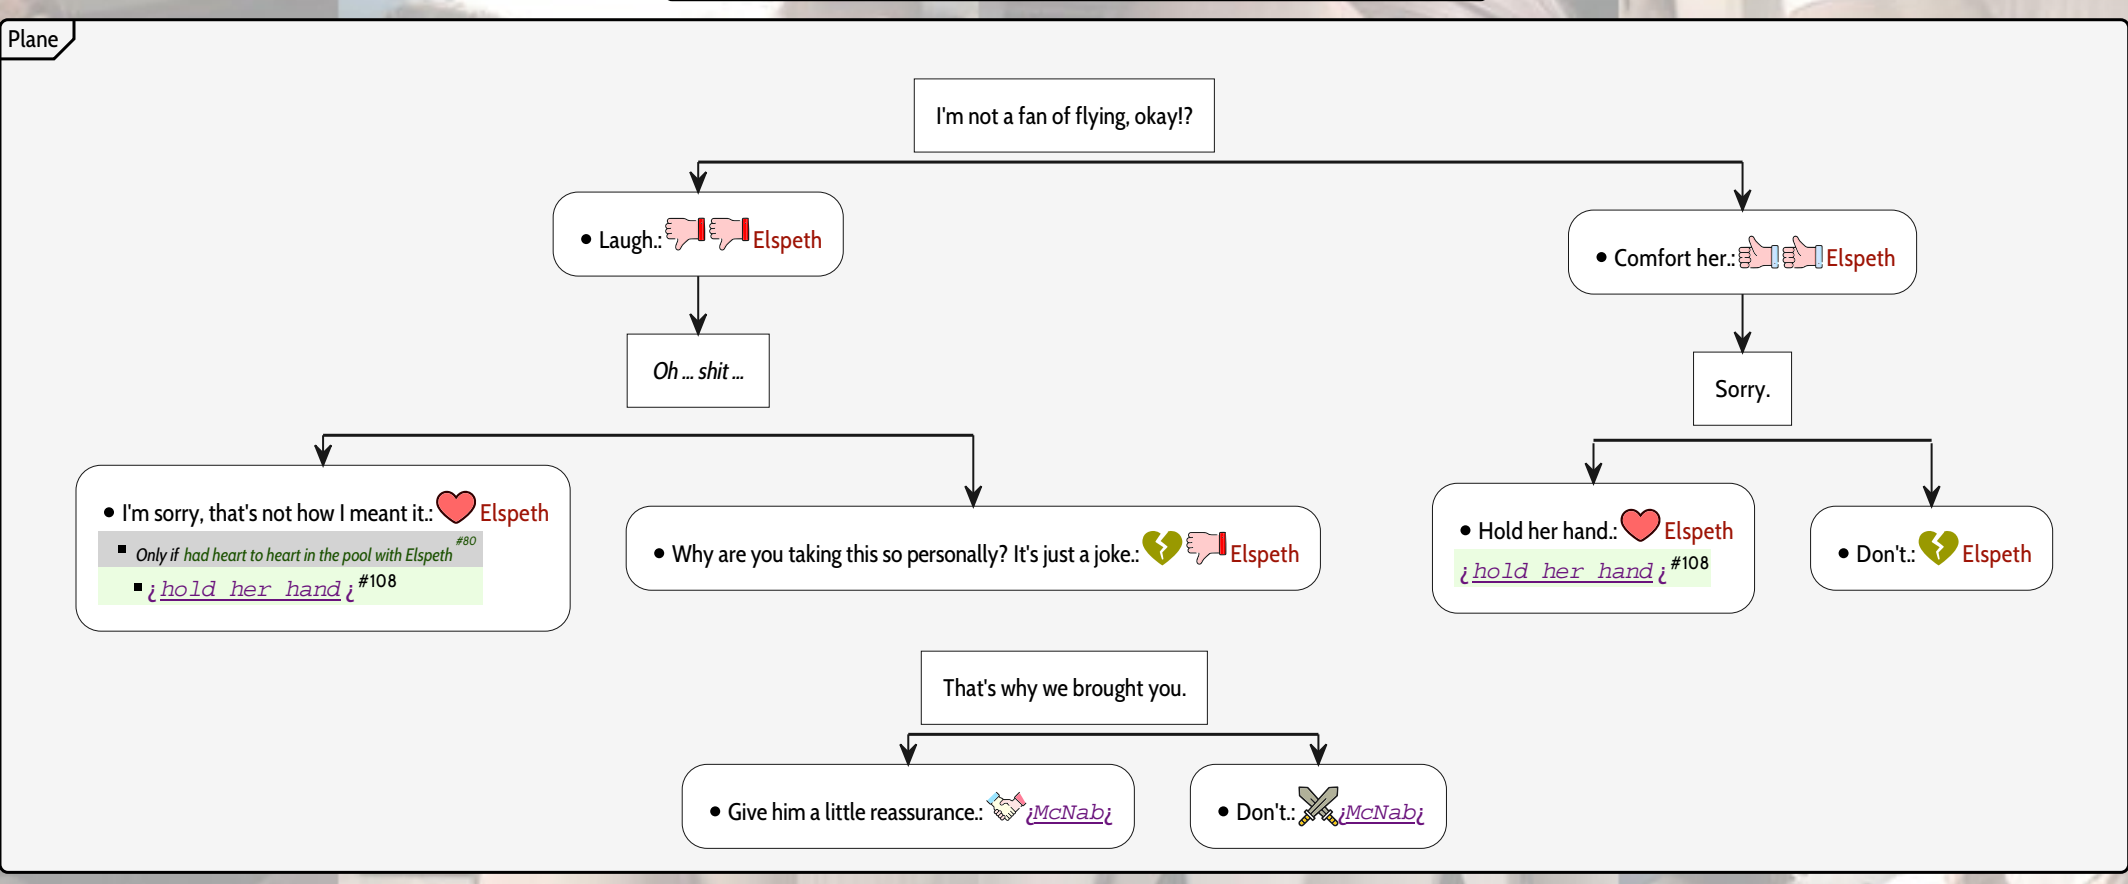 Plane
I'm not a fan of flying, okay!?
• Laugh.: Elspeth
• Comfort her.: Elspeth
Oh ... shit ...
Sorry.
• I'm sorry, that's not how I meant it.: Elspeth
▪ Only if had heart to heart in the pool with Elspeth #80
▪ ¿hold her hand¿ #108
• Why are you taking this so personally? It's just a joke.: Elspeth
• Hold her hand.: Elspeth
¿hold her hand¿ #108
• Don't.: Elspeth
That's why we brought you.
• Give him a little reassurance.: ¿McNab¿
• Don't.: ¿McNab¿